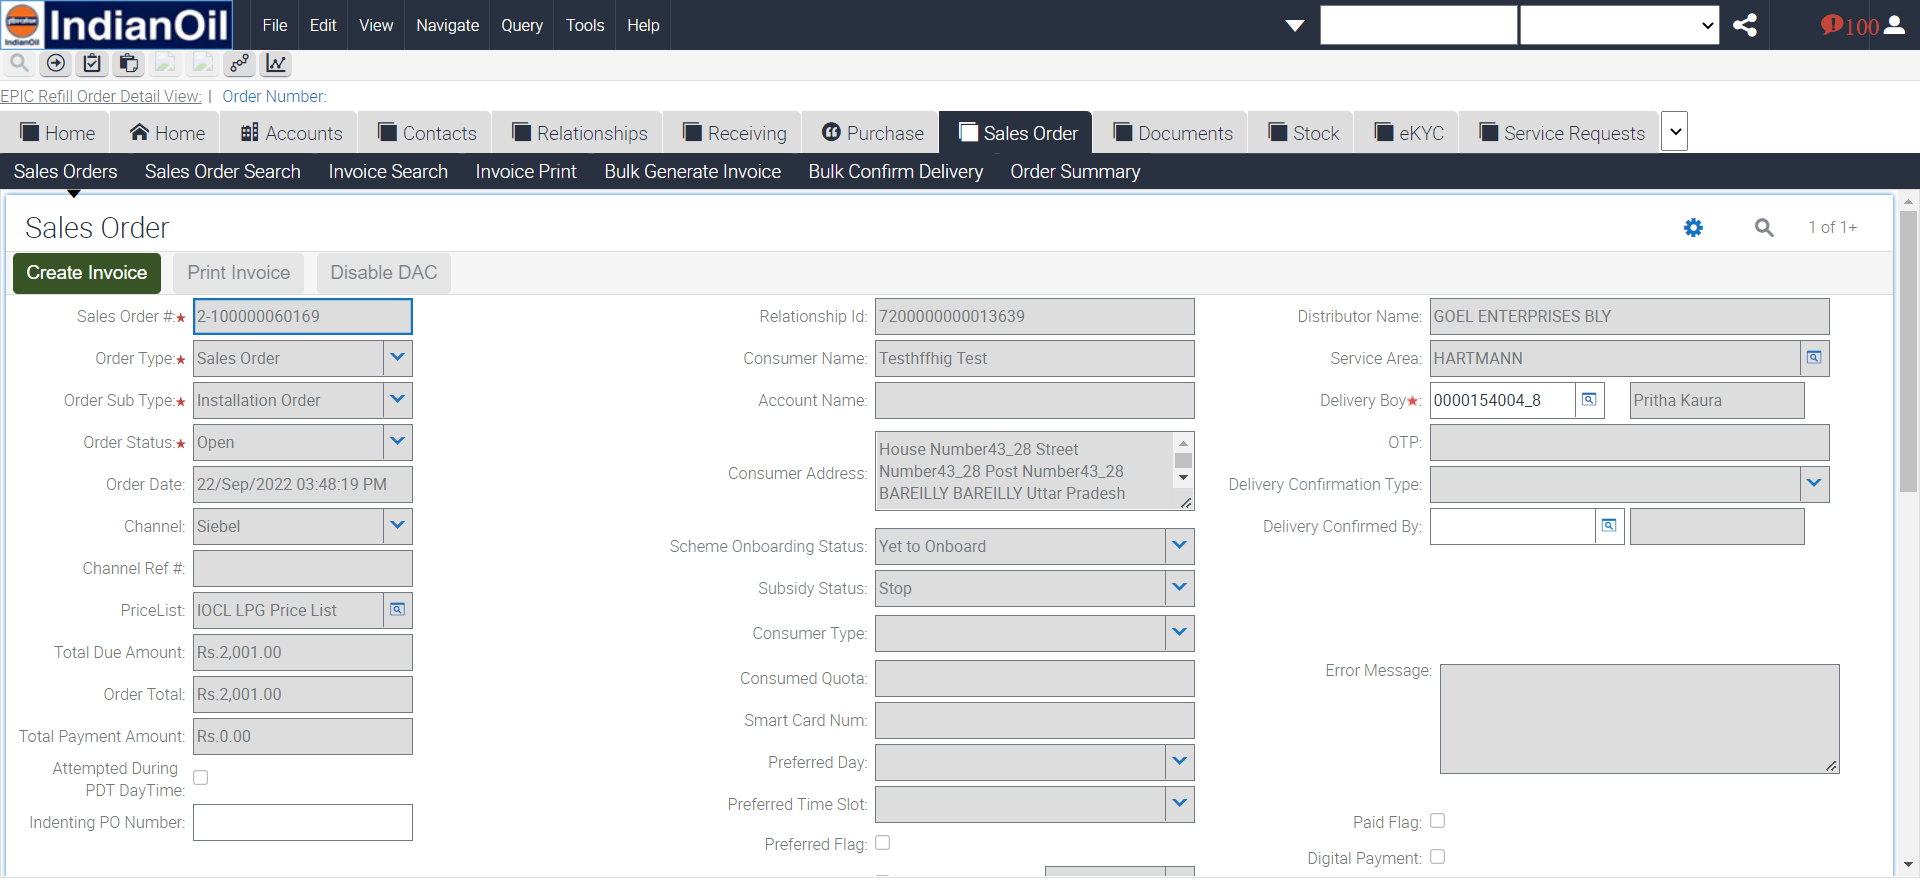 IndianOil
IndianOil
File
Edit
View
Navigate
Query
Tools
Help
100
EPIC Refill Order Detail View: | Order Number:
Home
Home
Accounts
Contacts
Relationships
Receiving
Purchase
Sales Order
Documents
Stock
eKYC
Service Requests
Sales Orders
Sales Order Search
Invoice Search
Invoice Print
Bulk Generate Invoice
Bulk Confirm Delivery
Order Summary
Sales Order
1 of 1+
Create Invoice
Print Invoice
Disable DAC
Sales Order #:★ 2-100000060169
Order Type:★ Sales Order
Order Sub Type:★ Installation Order
Order Status:★ Open
Order Date: 22/Sep/2022 03:48:19 PM
Channel: Siebel
Channel Ref #:
PriceList: IOCL LPG Price List
Total Due Amount: Rs.2,001.00
Order Total: Rs.2,001.00
Total Payment Amount: Rs.0.00
Attempted During
PDT DayTime:
Indenting PO Number:
Relationship Id: 7200000000013639
Consumer Name: Testhffhig Test
Account Name:
Consumer Address: House Number43_28 Street
Number43_28 Post Number43_28
BAREILLY BAREILLY Uttar Pradesh
Scheme Onboarding Status: Yet to Onboard
Subsidy Status: Stop
Consumer Type:
Consumed Quota:
Smart Card Num:
Preferred Day:
Preferred Time Slot:
Preferred Flag:
Distributor Name: GOEL ENTERPRISES BLY
Service Area: HARTMANN
Delivery Boy★: 0000154004_8 Pritha Kaura
OTP:
Delivery Confirmation Type:
Delivery Confirmed By:
Error Message:
Paid Flag:
Digital Payment: